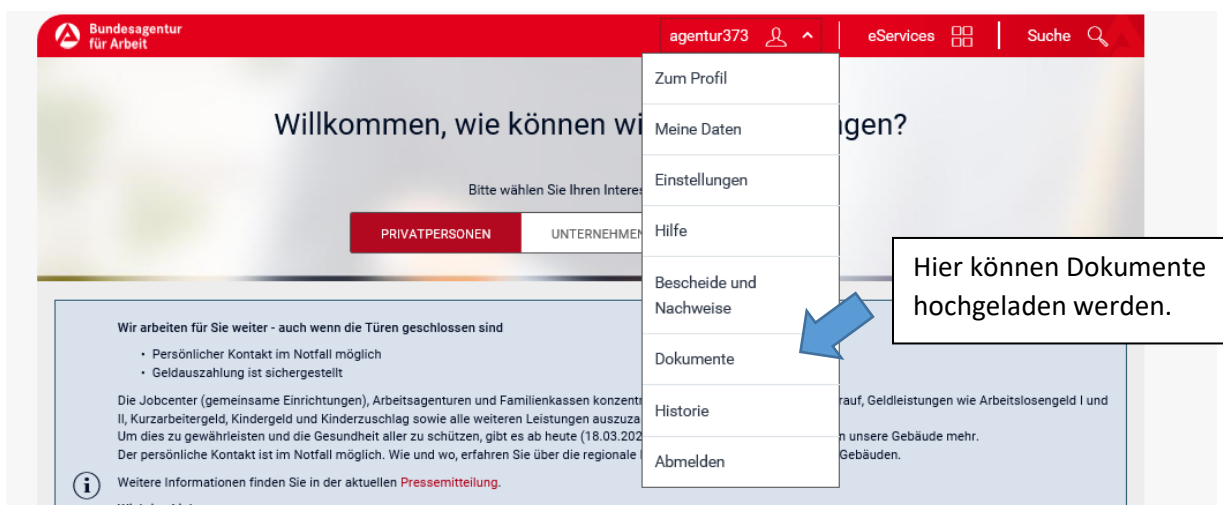 Bundesagentur
für Arbeit
agentur373
eServices
Suche
Zum Profil
Meine Daten
Einstellungen
Hilfe
Bescheide und
Nachweise
Dokumente
Historie
Abmelden
Willkommen, wie können wi gen?
Bitte wählen Sie Ihren Interes
PRIVATPERSONEN
UNTERNEHMEN
Hier können Dokumente
hochgeladen werden.
Wir arbeiten für Sie weiter - auch wenn die Türen geschlossen sind
• Persönlicher Kontakt im Notfall möglich
• Geldauszahlung ist sichergestellt
Die Jobcenter (gemeinsame Einrichtungen), Arbeitsagenturen und Familienkassen konzentr rauf, Geldleistungen wie Arbeitslosengeld I und
II, Kurzarbeitergeld, Kindergeld und Kinderzuschlag sowie alle weiteren Leistungen auszuza
Um dies zu gewährleisten und die Gesundheit aller zu schützen, gibt es ab heute (18.03.202 n unsere Gebäude mehr.
Der persönliche Kontakt ist im Notfall möglich. Wie und wo, erfahren Sie über die regionale Gebäuden.
Weitere Informationen finden Sie in der aktuellen Pressemitteilung.